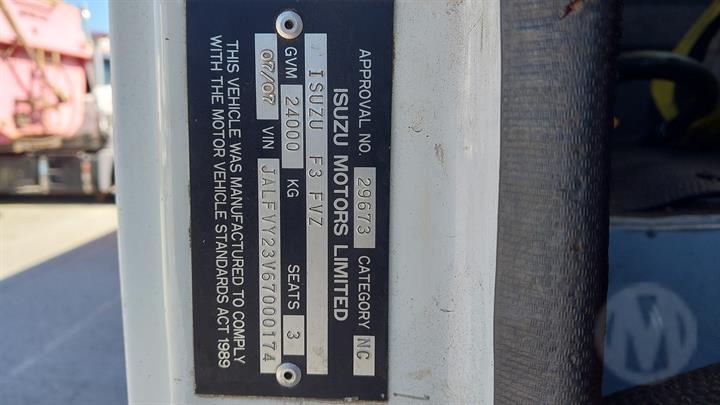 ISUZU MOTORS LIMITED
APPROVAL NO. 29673 CATEGORY NC
ISUZU F3 FVZ
GVM 24000 KG SEATS 3
07/07 VIN JALFVY23V67000174
THIS VEHICLE WAS MANUFACTURED TO COMPLY
WITH THE MOTOR VEHICLE STANDARDS ACT 1989
M